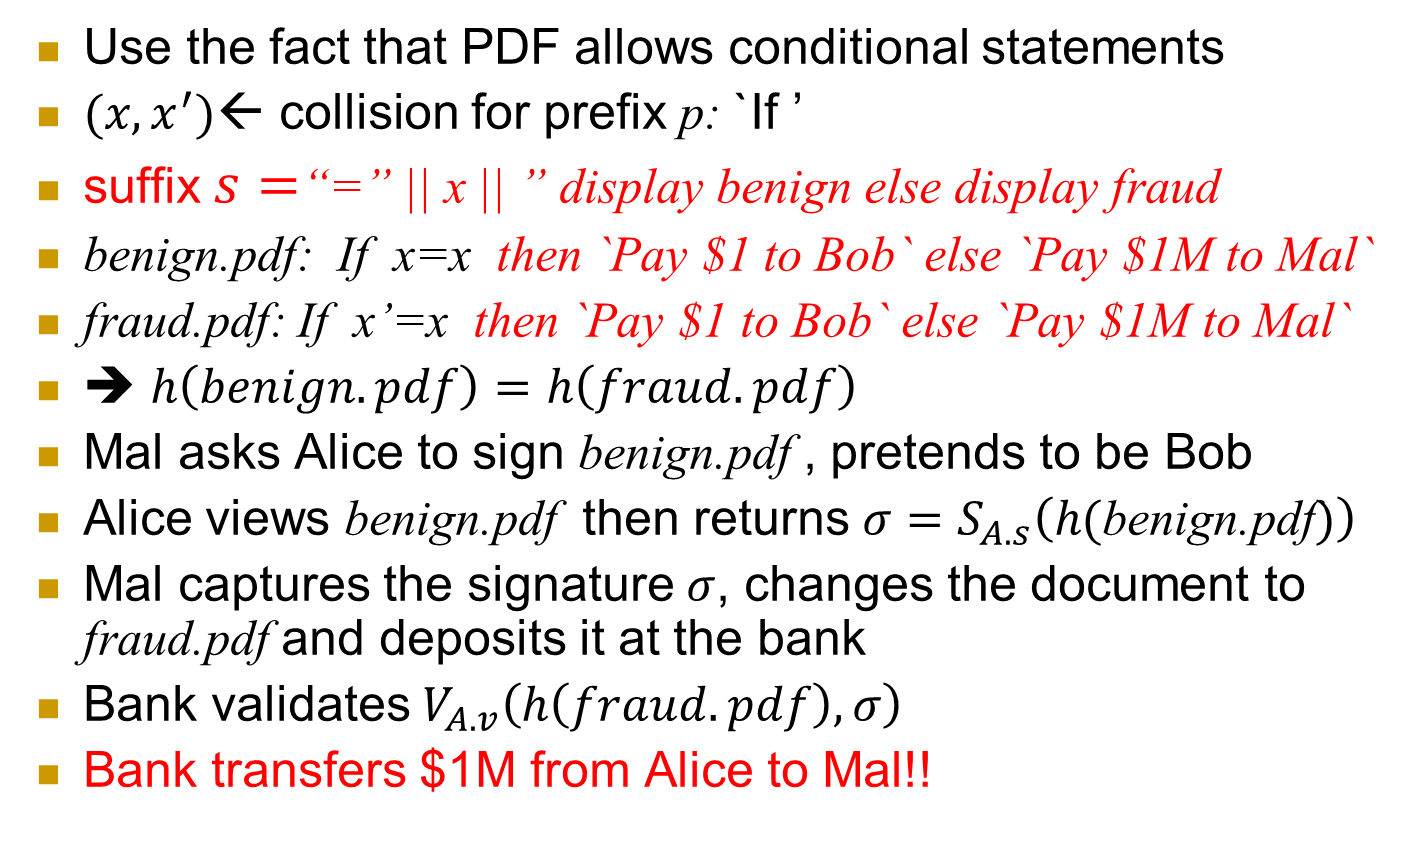 Use the fact that PDF allows conditional statements
(x, x′)← collision for prefix p: `If ’
suffix s =“=” || x || ” display benign else display fraud
benign.pdf: If x=x then `Pay $1 to Bob` else `Pay $1M to Mal`
fraud.pdf: If x’=x then `Pay $1 to Bob` else `Pay $1M to Mal`
➔ h(benign.pdf) = h(fraud.pdf)
Mal asks Alice to sign benign.pdf , pretends to be Bob
Alice views benign.pdf then returns σ = S_{A.s}(h(benign.pdf))
Mal captures the signature σ, changes the document to
fraud.pdf and deposits it at the bank
Bank validates V_{A.v}(h(fraud.pdf), σ)
Bank transfers $1M from Alice to Mal!!